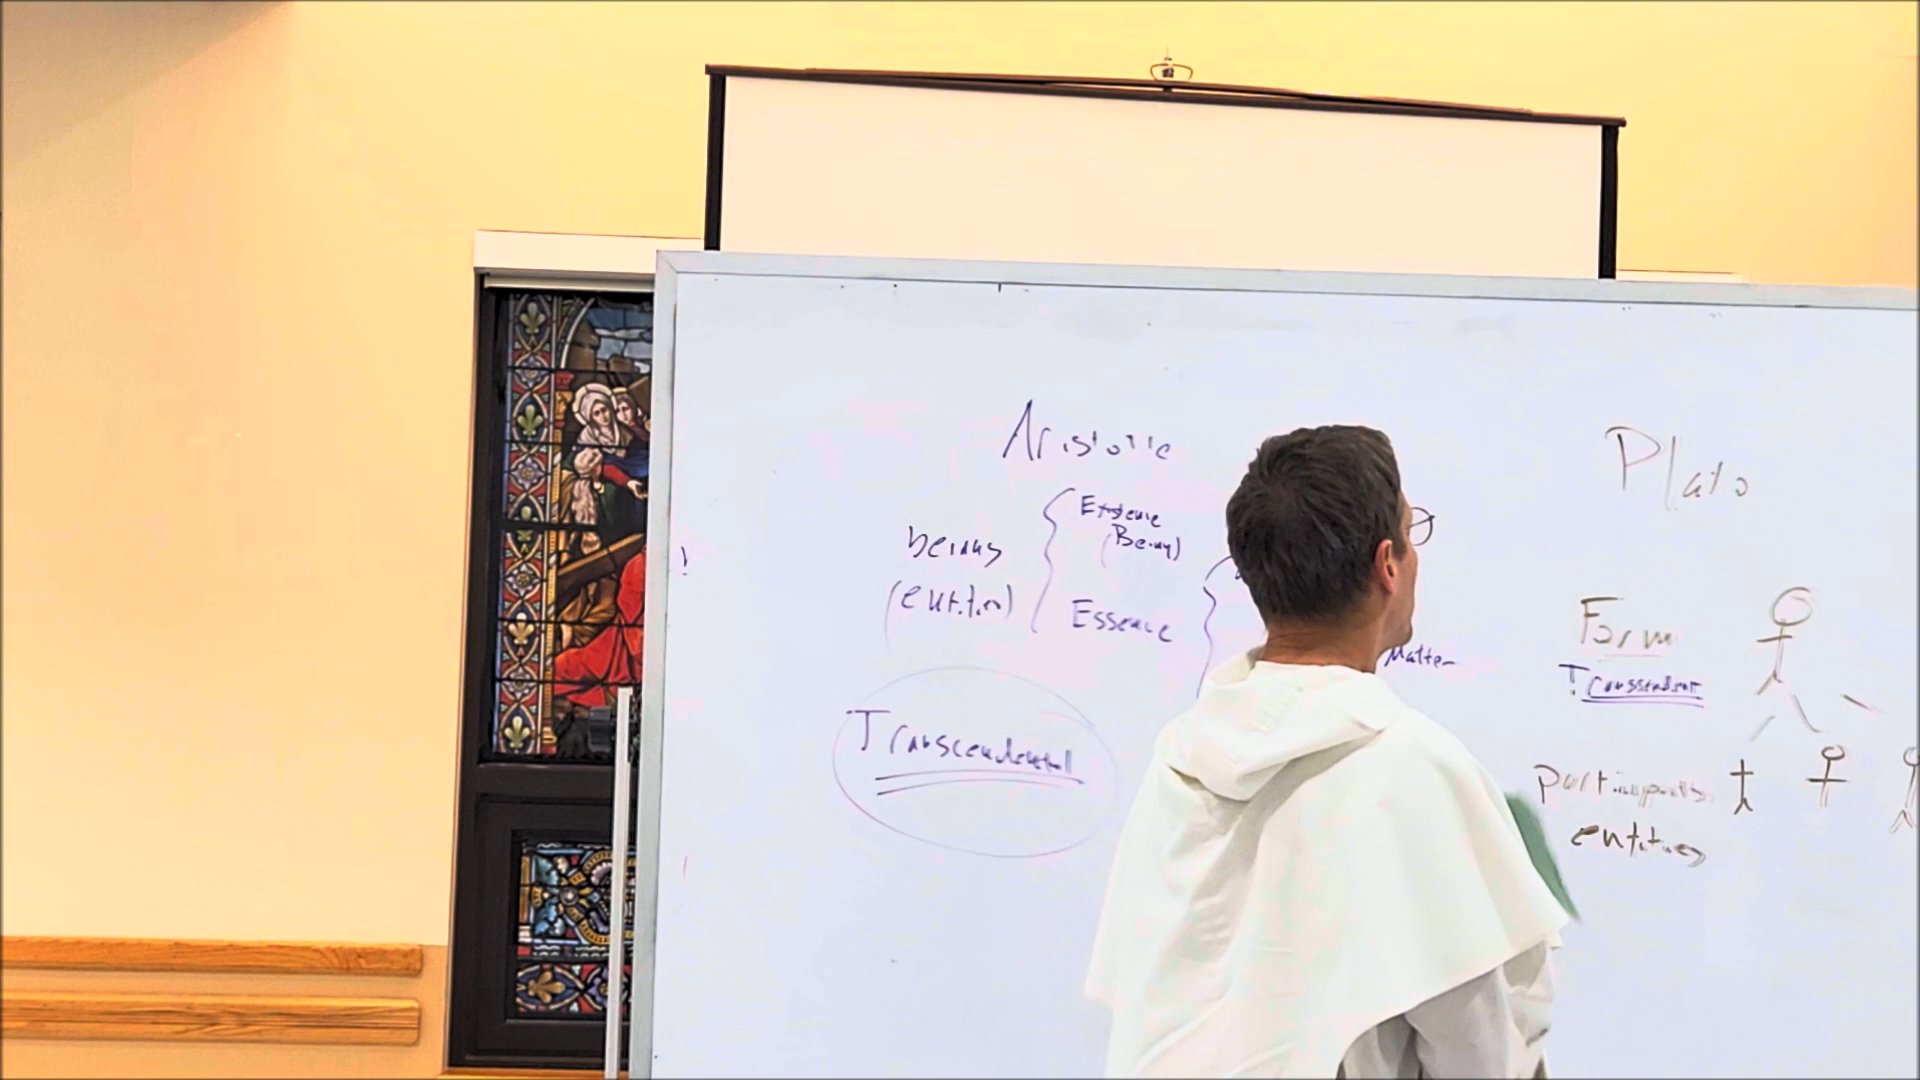 Aristotle
Plato
Existence
(Being)
beings
(entities)
Essence
Form
Matter
Transcendent
Transcendental
participants
entities